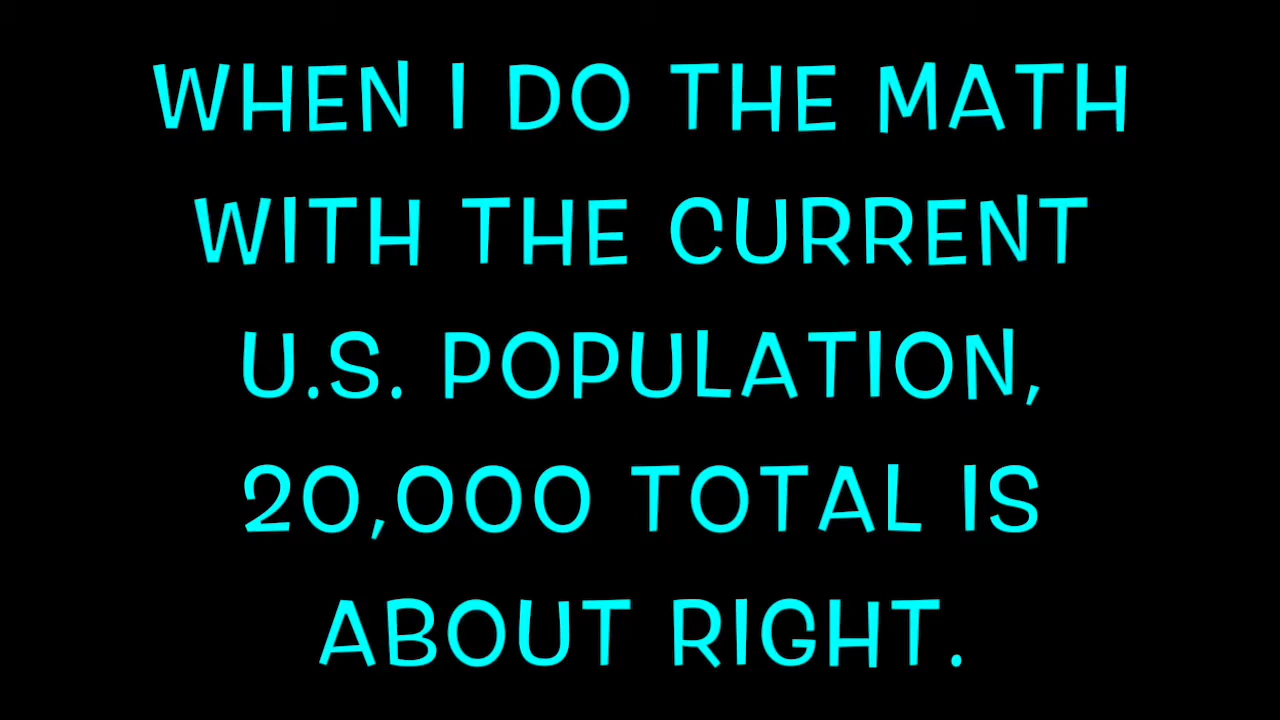 WHEN I DO THE MATH
WITH THE CURRENT
U.S. POPULATION,
20,000 TOTAL IS
ABOUT RIGHT.